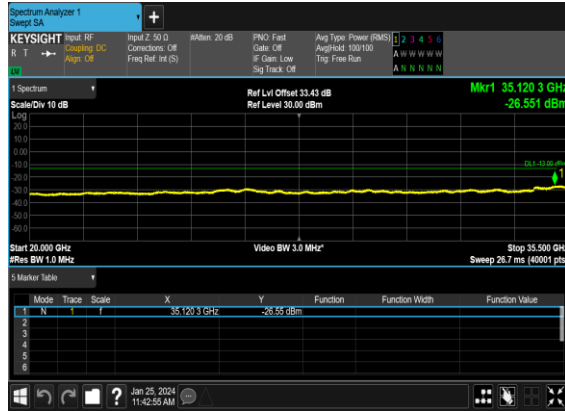 Spectrum Analyzer 1
Swept SA
+
KEYSIGHT Input: RF Input Z: 50 Ω #Atten: 20 dB PNO: Fast Avg Type: Power (RMS) 1 2 3 4 5 6
R T Coupling: DC Corrections: Off Gate: Off Avg|Hold: 100/100 A W W W W W
Align: Off Freq Ref: Int (S) IF Gain: Low Trig: Free Run
Sig Track: Off A N N N N N
1 Spectrum Ref Lvl Offset 33.43 dB Mkr1 35.120 3 GHz
Scale/Div 10 dB Ref Level 30.00 dBm -26.551 dBm
Log
20.0
10.0
0.00
-10.0 DL1 -13.00 dBm
-20.0 1
-30.0
-40.0
-50.0
-60.0
Start 20.000 GHz Video BW 3.0 MHz* Stop 35.500 GHz
#Res BW 1.0 MHz Sweep 26.7 ms (40001 pts)
5 Marker Table
Mode Trace Scale X Y Function Function Width Function Value
1 N 1 f 35.120 3 GHz -26.55 dBm
2
3
4
5
6
? Jan 25, 2024
11:42:55 AM